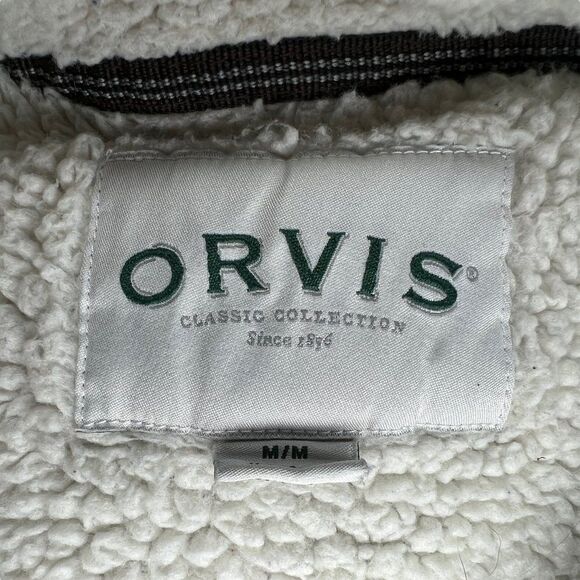 ORVIS®
CLASSIC COLLECTION
Since 1856
M/M